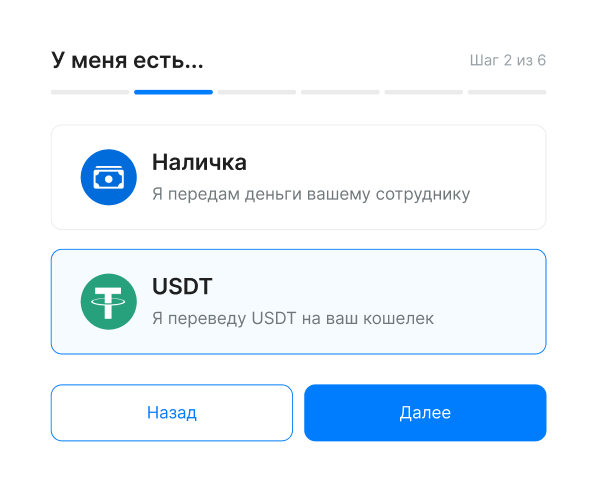 У меня есть...
Шаг 2 из 6
Наличка
Я передам деньги вашему сотруднику
USDT
Я переведу USDT на ваш кошелек
Назад
Далее